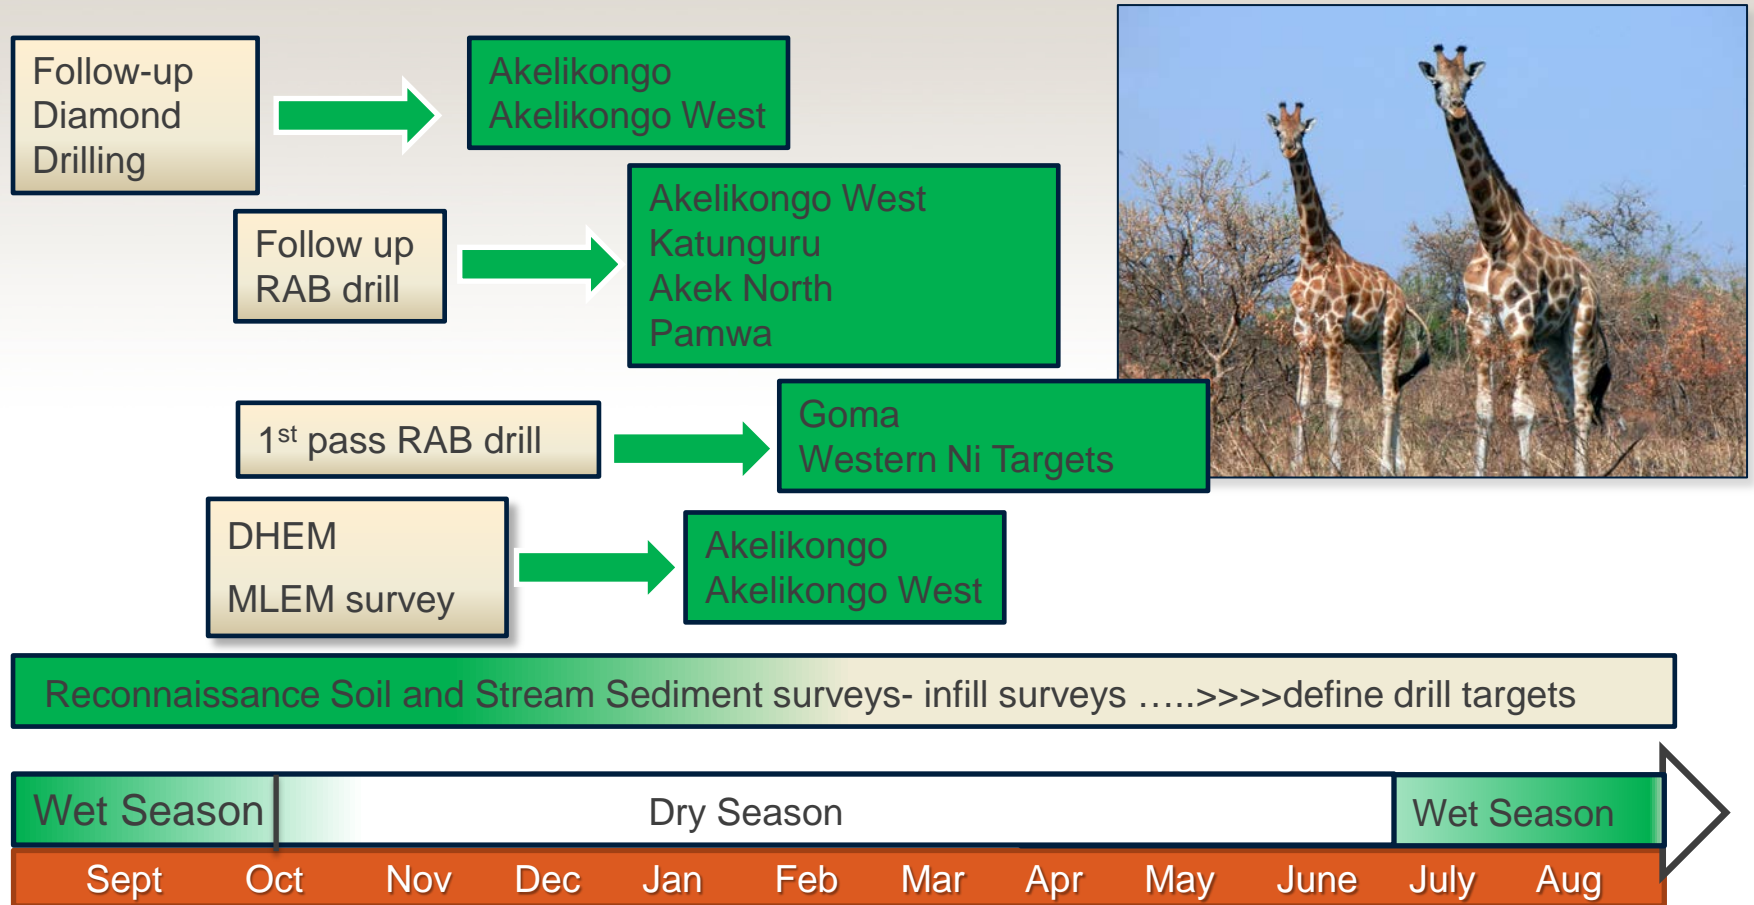 Follow-up
Diamond
Drilling
Akelikongo
Akelikongo West
Follow up
RAB drill
Akelikongo West
Katunguru
Akek North
Pamwa
1st pass RAB drill
Goma
Western Ni Targets
DHEM
MLEM survey
Akelikongo
Akelikongo West
Reconnaissance Soil and Stream Sediment surveys- infill surveys …..>>>>define drill targets
Wet Season
Dry Season
Wet Season
Sept Oct Nov Dec Jan Feb Mar Apr May June July Aug